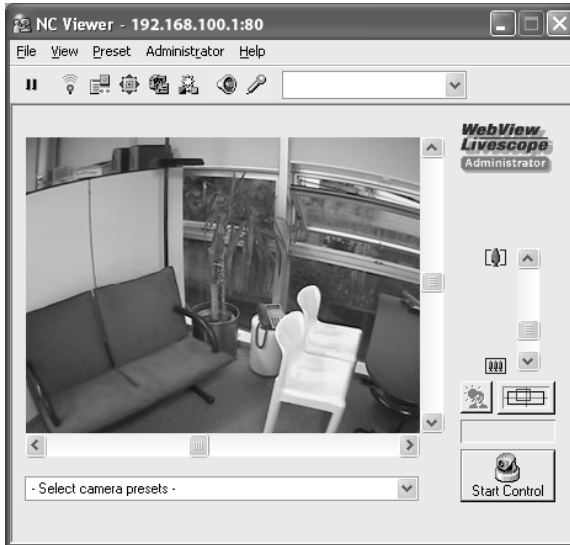 NC Viewer - 192.168.100.1:80
File View Preset Administrator Help
WebView
Livescope
Administrator
- Select camera presets -
Start Control